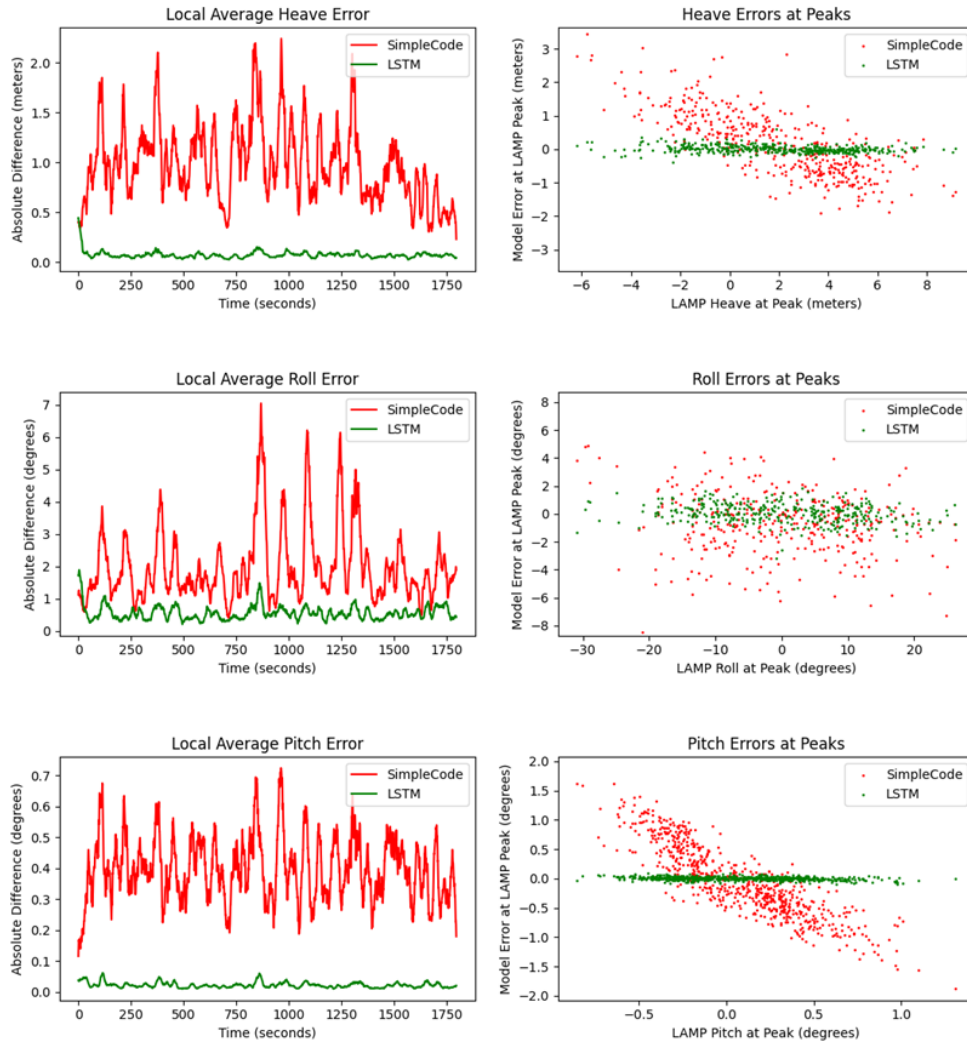 Local Average Heave Error
Absolute Difference (meters)
2.0
1.5
1.0
0.5
0.0
SimpleCode
LSTM
0 250 500 750 1000 1250 1500 1750
Time (seconds)
Heave Errors at Peaks
Model Error at LAMP Peak (meters)
3
2
1
0
−1
−2
−3
SimpleCode
LSTM
−6 −4 −2 0 2 4 6 8
LAMP Heave at Peak (meters)
Local Average Roll Error
Absolute Difference (degrees)
7
6
5
4
3
2
1
0
SimpleCode
LSTM
0 250 500 750 1000 1250 1500 1750
Time (seconds)
Roll Errors at Peaks
Model Error at LAMP Peak (degrees)
8
6
4
2
0
−2
−4
−6
−8
SimpleCode
LSTM
−30 −20 −10 0 10 20
LAMP Roll at Peak (degrees)
Local Average Pitch Error
Absolute Difference (degrees)
0.7
0.6
0.5
0.4
0.3
0.2
0.1
0.0
SimpleCode
LSTM
0 250 500 750 1000 1250 1500 1750
Time (seconds)
Pitch Errors at Peaks
Model Error at LAMP Peak (degrees)
2.0
1.5
1.0
0.5
0.0
−0.5
−1.0
−1.5
−2.0
SimpleCode
LSTM
−0.5 0.0 0.5 1.0
LAMP Pitch at Peak (degrees)